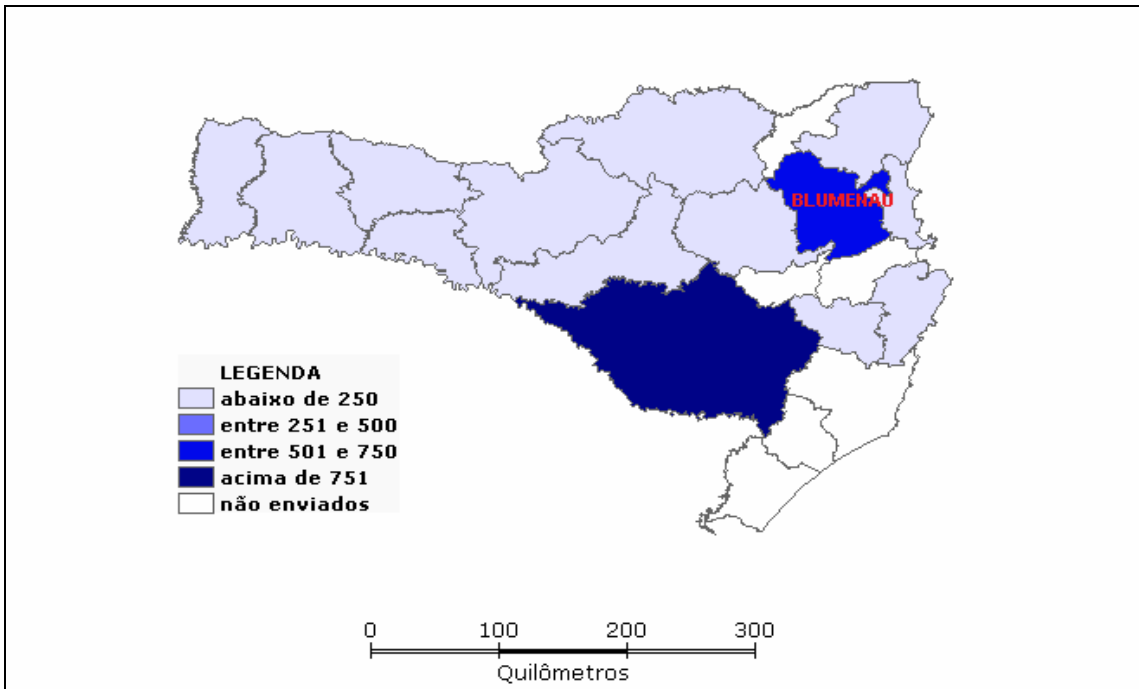 BLUMENAU
LEGENDA
abaixo de 250
entre 251 e 500
entre 501 e 750
acima de 751
não enviados
0 100 200 300
Quilômetros